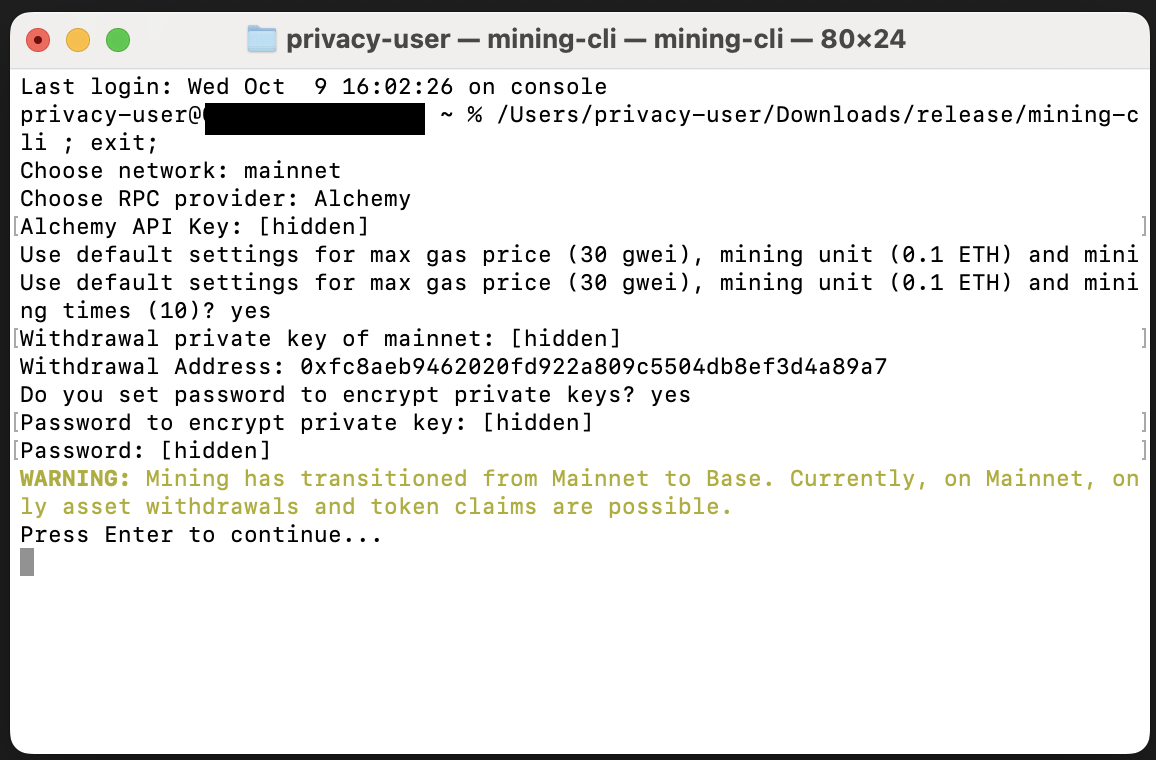 privacy-user — mining-cli — mining-cli — 80×24
Last login: Wed Oct  9 16:02:26 on console
privacy-user@ ~ % /Users/privacy-user/Downloads/release/mining-c
li ; exit;
Choose network: mainnet
Choose RPC provider: Alchemy
[Alchemy API Key: [hidden] ]
Use default settings for max gas price (30 gwei), mining unit (0.1 ETH) and mini
Use default settings for max gas price (30 gwei), mining unit (0.1 ETH) and mini
ng times (10)? yes
[Withdrawal private key of mainnet: [hidden] ]
Withdrawal Address: 0xfc8aeb9462020fd922a809c5504db8ef3d4a89a7
Do you set password to encrypt private keys? yes
[Password to encrypt private key: [hidden] ]
[Password: [hidden] ]
WARNING: Mining has transitioned from Mainnet to Base. Currently, on Mainnet, on
ly asset withdrawals and token claims are possible.
Press Enter to continue...